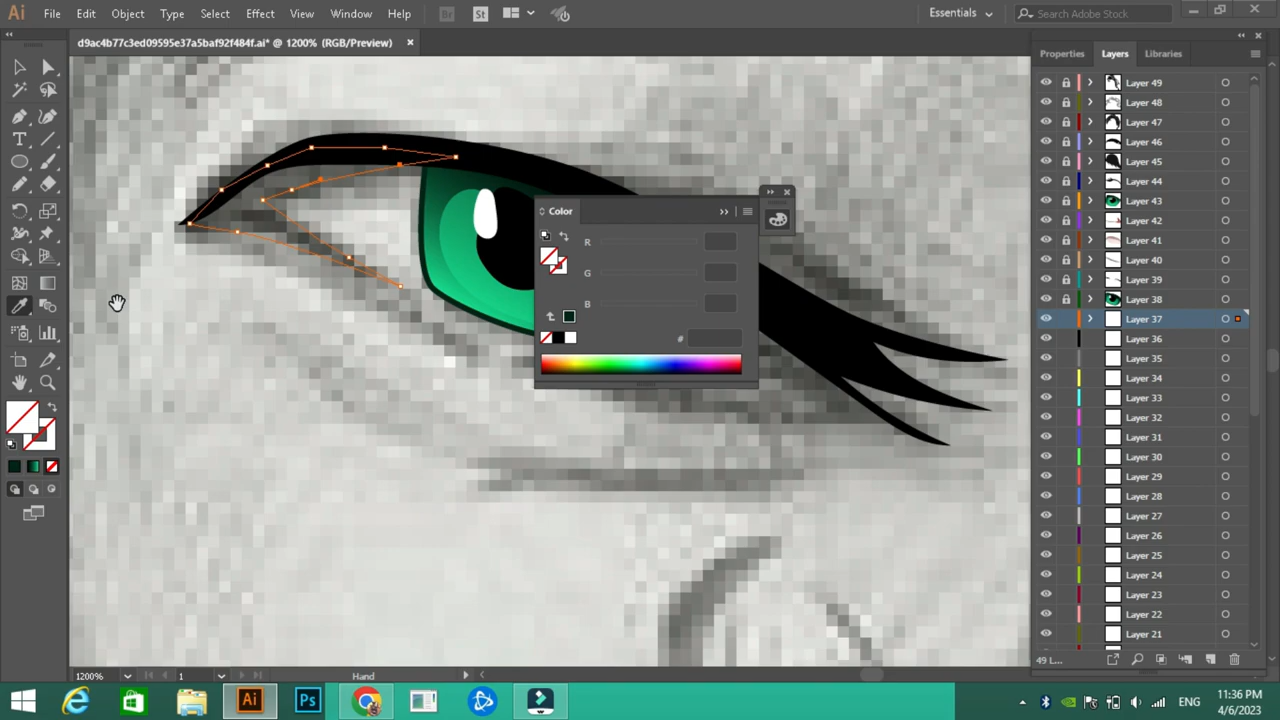 Ai File Edit Object Type Select Effect View Window Help Br St Essentials Search Adobe Stock
d9ac4b77c3ed09595e37a5baf92f484f.ai* @ 1200% (RGB/Preview) ×
Properties Layers Libraries
Layer 49
Layer 48
Layer 47
Layer 46
Layer 45
Layer 44
Layer 43
Layer 42
Layer 41
Layer 40
Layer 39
Layer 38
Layer 37
Layer 36
Layer 35
Layer 34
Layer 33
Layer 32
Layer 31
Layer 30
Layer 29
Layer 28
Layer 27
Layer 26
Layer 25
Layer 24
Layer 23
Layer 22
Layer 21
49 L...
Color
R
G
B
#
1200% 1 Hand
Ai Ps ENG
11:36 PM
4/6/2023